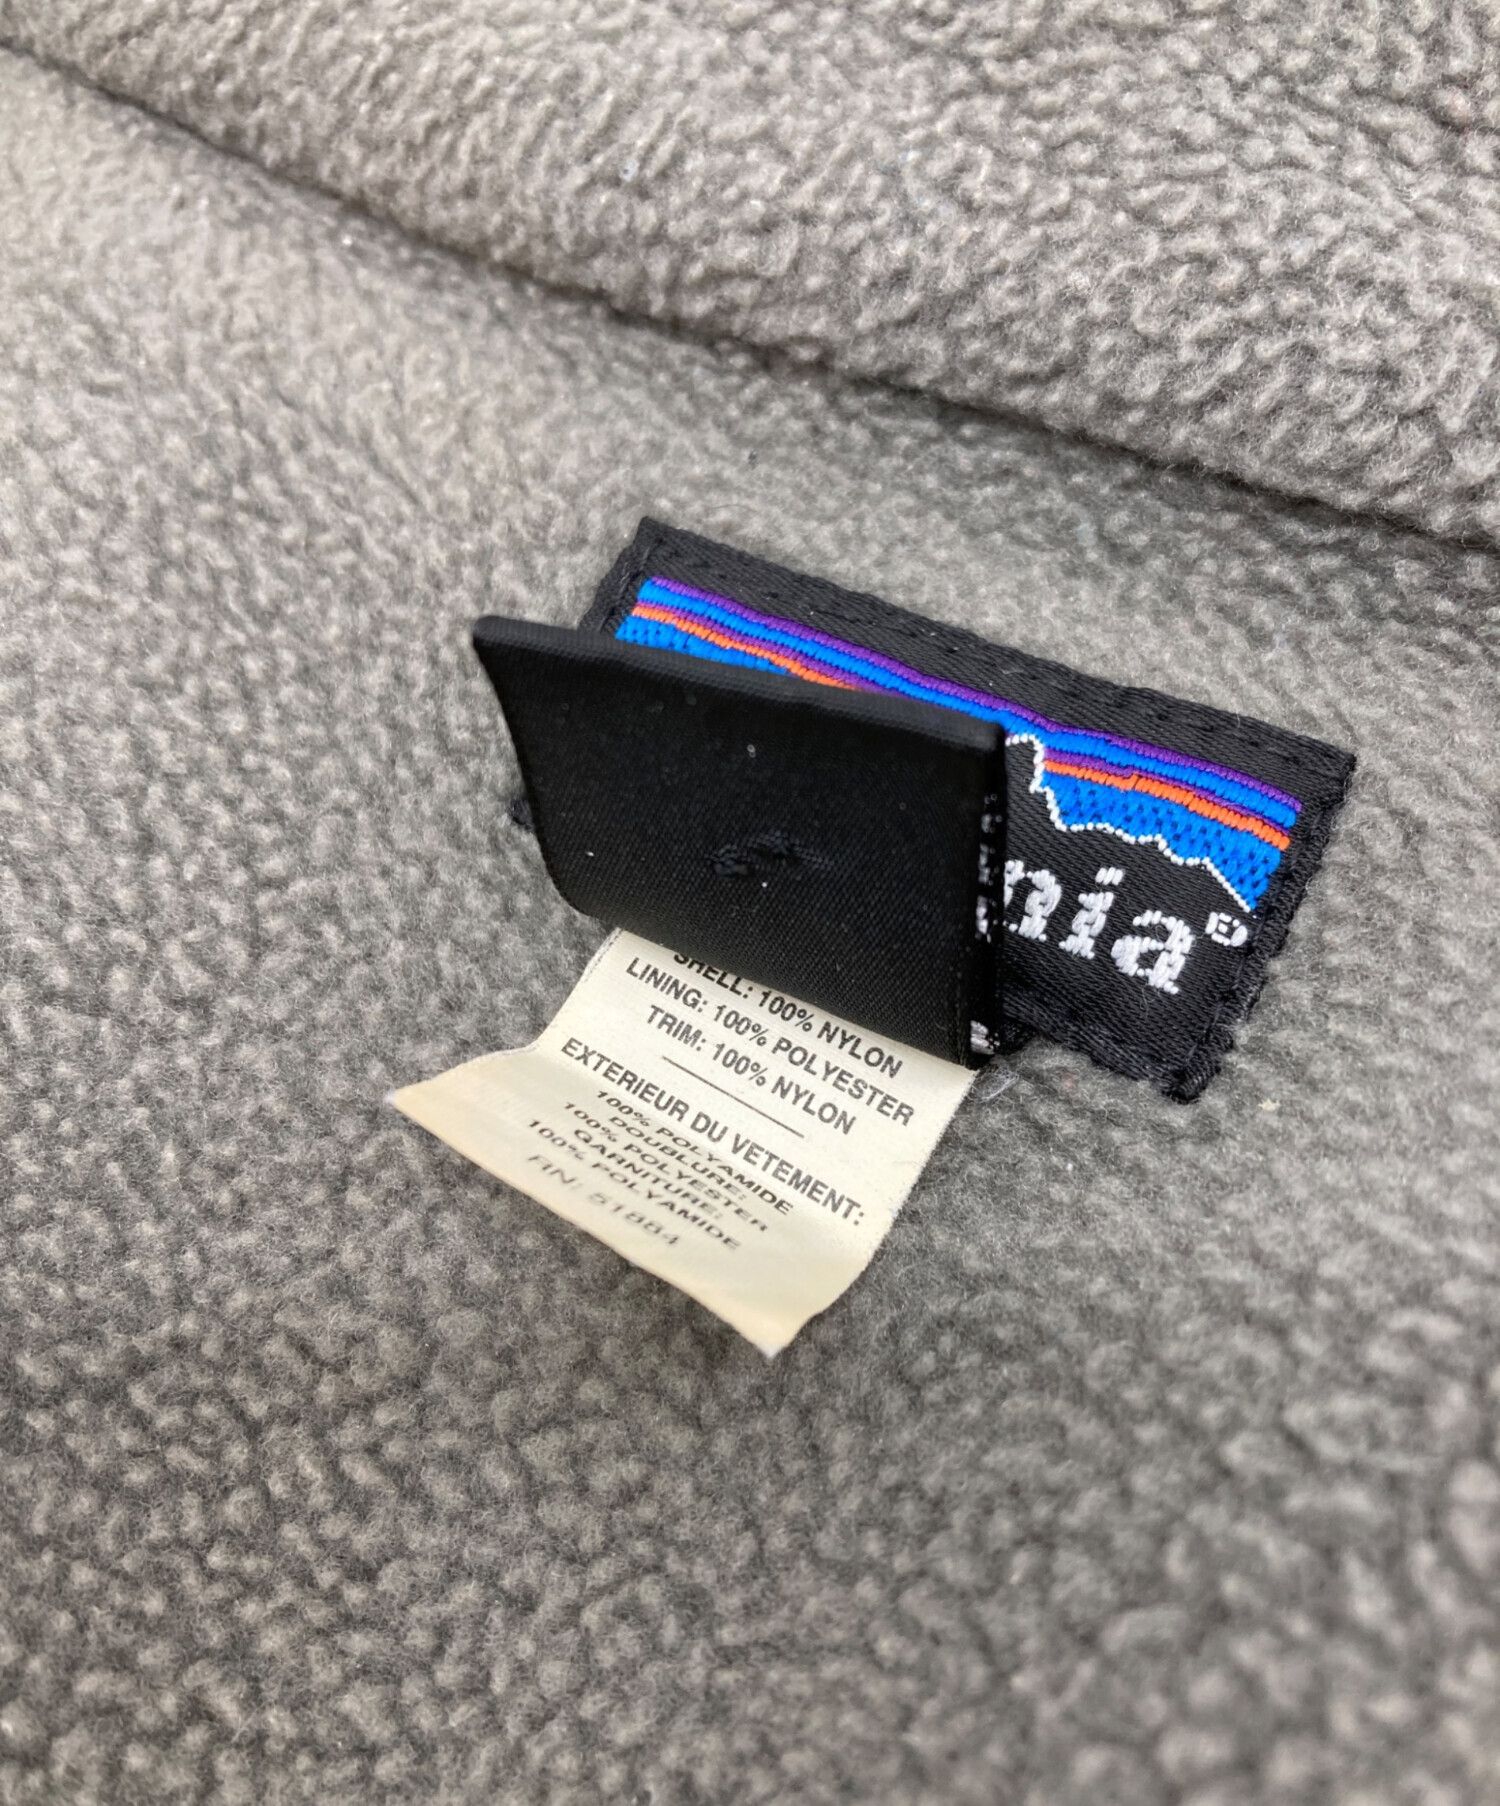 nia®
SHELL: 100% NYLON
LINING: 100% POLYESTER
TRIM: 100% NYLON
EXTERIEUR DU VETEMENT:
100% POLYAMIDE
DOUBLURE:
100% POLYESTER
GARNITURE:
100% POLYAMIDE
RN: 51884